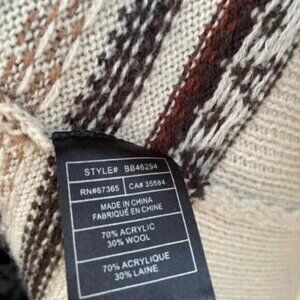 STYLE# BB46294
RN#67365 CA# 35884
MADE IN CHINA
FABRIQUÉ EN CHINE
70% ACRYLIC
30% WOOL
70% ACRYLIQUE
30% LAINE